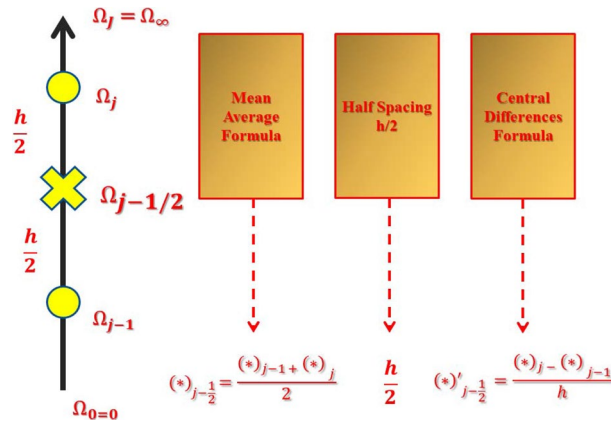 Ω_J = Ω_∞
Ω_j
h/2
Ω_{j−1/2}
h/2
Ω_{j−1}
Ω_{0=0}
Mean
Average
Formula
Half Spacing
h/2
Central
Differences
Formula
(*)_{j−1/2} = ((*)_{j−1+} (*)_j)/2
h/2
(*)′_{j−1/2} = ((*)_{j−} (*)_{j−1})/h